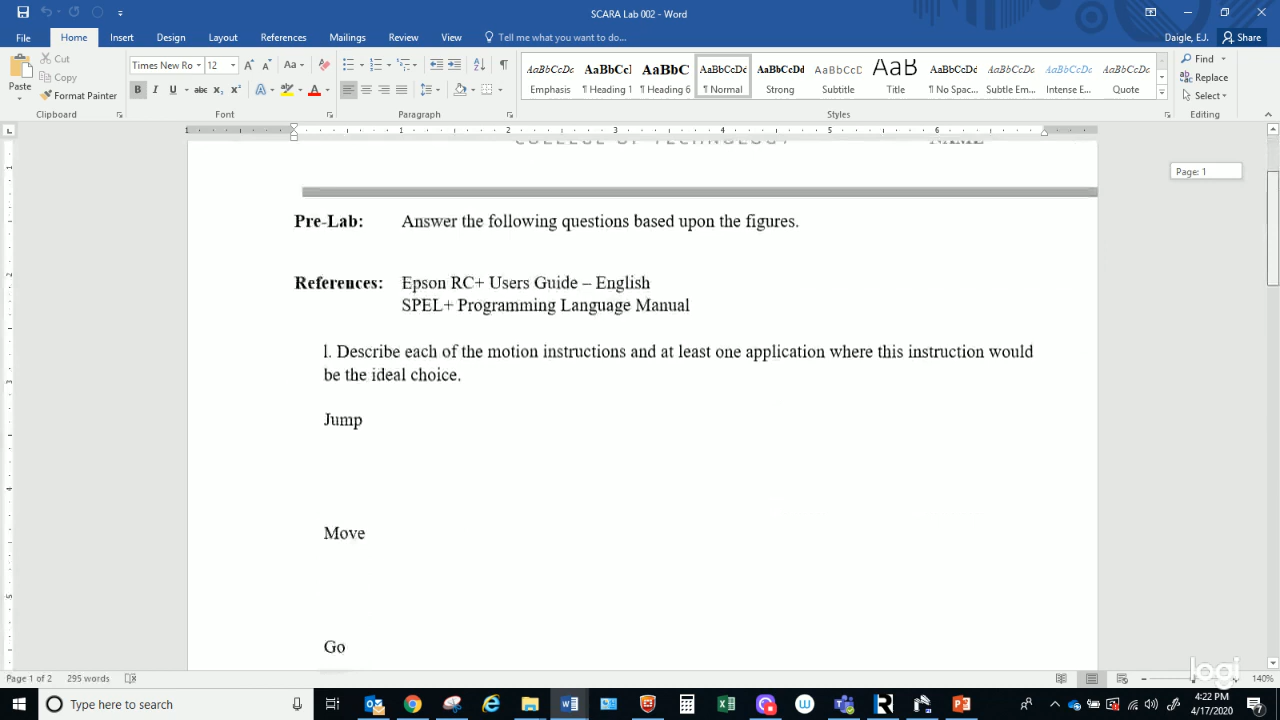 SCARA Lab 002 - Word
Daigle, EJ.
Share
File
Home
Insert
Design
Layout
References
Mailings
Review
View
Tell me what you want to do...
Paste
Cut
Copy
Format Painter
Clipboard
Times New Ro
12
Font
Paragraph
AaBbCcDc Emphasis
AaBbCcI ¶ Heading 1
AaBbC ¶ Heading 6
AaBbCcDc ¶ Normal
AaBbCcDc Strong
AaBbCcD Subtitle
AaB Title
AaBbCcDc ¶ No Spac...
AaBbCcDc Subtle Em...
AaBbCcDc Intense E...
AaBbCcDc Quote
Styles
Find
Replace
Select
Editing
COLLEGE OF TECHNOLOGY
NAME
Page: 1
Pre-Lab: Answer the following questions based upon the figures.
References: Epson RC+ Users Guide – English
SPEL+ Programming Language Manual
l. Describe each of the motion instructions and at least one application where this instruction would
be the ideal choice.
Jump
Move
Go
logi
Page 1 of 2
295 words
140%
Type here to search
4:22 PM
4/17/2020